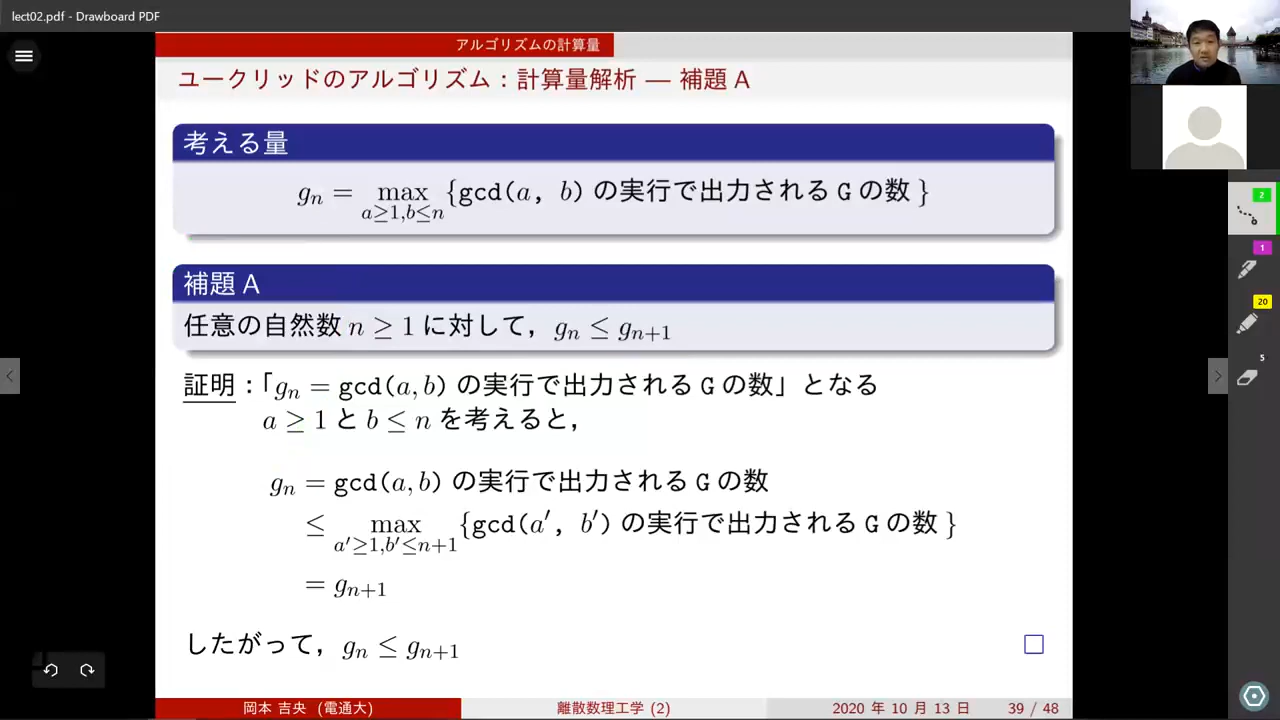 lect02.pdf - Drawboard PDF
アルゴリズムの計算量
ユークリッドのアルゴリズム：計算量解析 — 補題 A
考える量
gₙ = max {gcd(a, b) の実行で出力される G の数 }
a≥1,b≤n
補題 A
任意の自然数 n ≥ 1 に対して，gₙ ≤ gₙ₊₁
証明：「gₙ = gcd(a, b) の実行で出力される G の数」となる
a ≥ 1 と b ≤ n を考えると，
gₙ = gcd(a, b) の実行で出力される G の数
≤ max {gcd(a′, b′) の実行で出力される G の数 }
a′≥1,b′≤n+1
= gₙ₊₁
したがって，gₙ ≤ gₙ₊₁
岡本 吉央 (電通大)
離散数理工学 (2)
2020 年 10 月 13 日
39 / 48
2
1
20
5